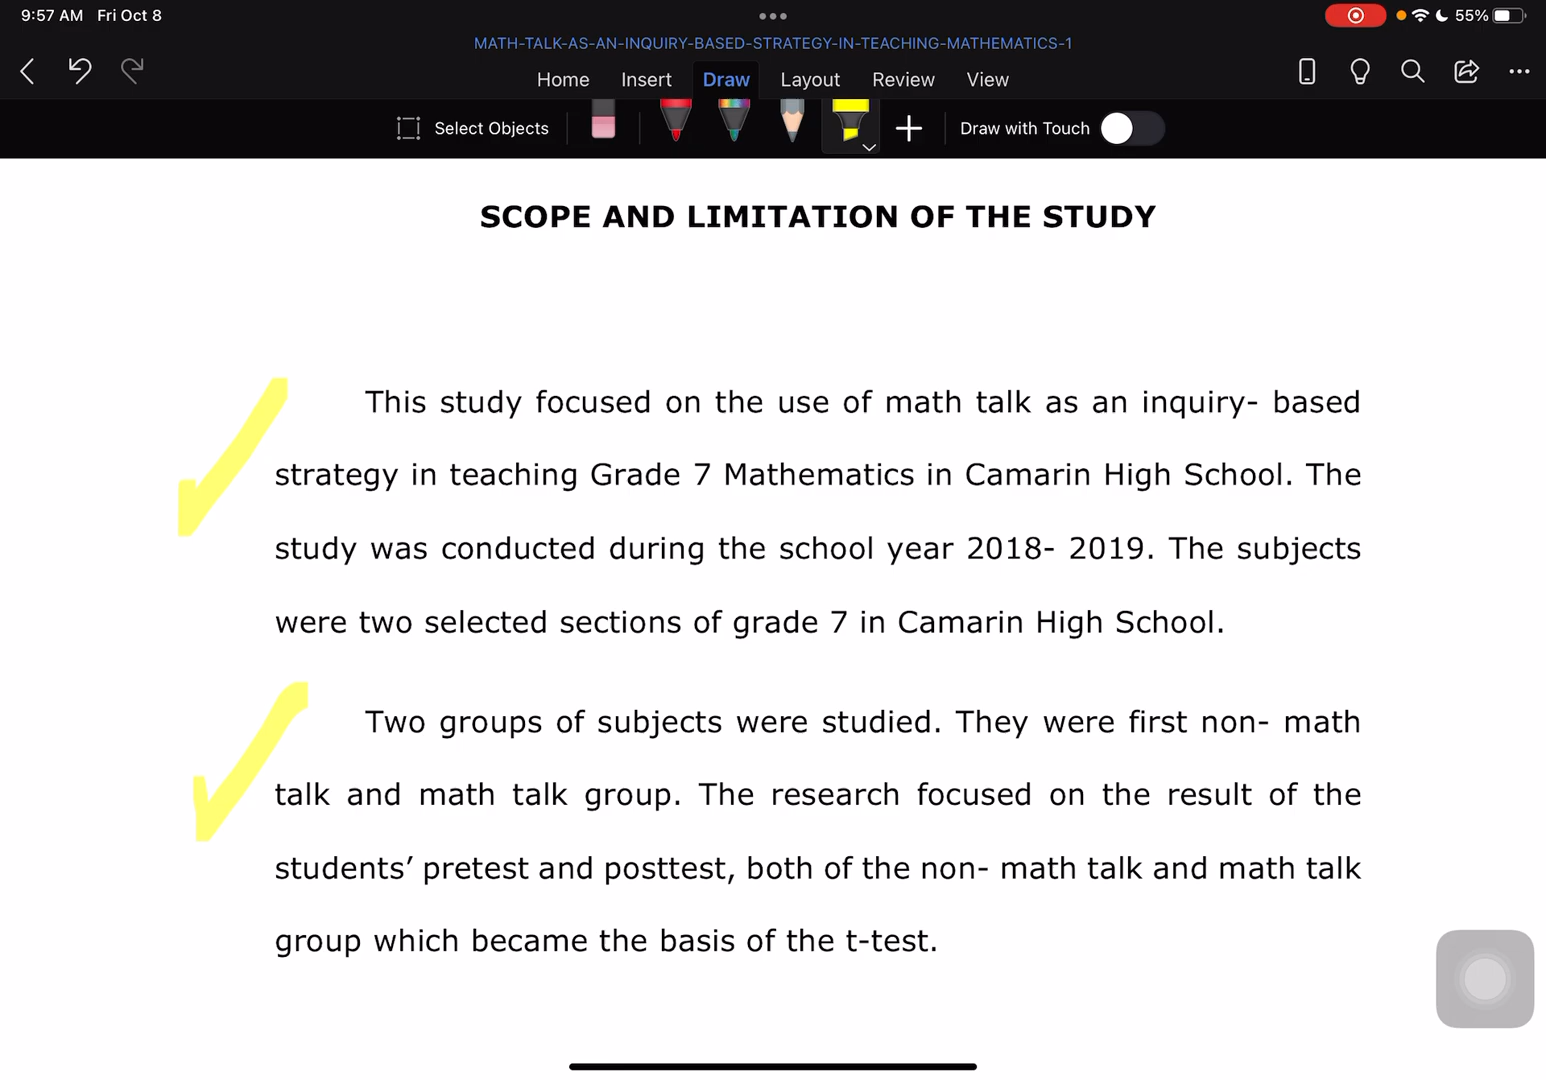 9:57 AM Fri Oct 8
55%
MATH-TALK-AS-AN-INQUIRY-BASED-STRATEGY-IN-TEACHING-MATHEMATICS-1
Home Insert Draw Layout Review View
Select Objects Draw with Touch
SCOPE AND LIMITATION OF THE STUDY
This study focused on the use of math talk as an inquiry- based
strategy in teaching Grade 7 Mathematics in Camarin High School. The
study was conducted during the school year 2018- 2019. The subjects
were two selected sections of grade 7 in Camarin High School.
Two groups of subjects were studied. They were first non- math
talk and math talk group. The research focused on the result of the
students’ pretest and posttest, both of the non- math talk and math talk
group which became the basis of the t-test.